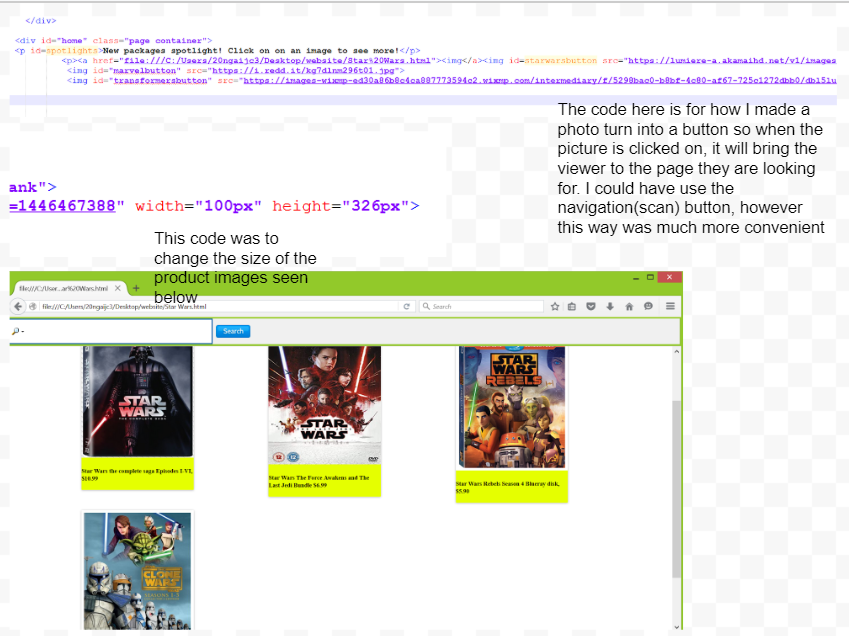 </div>
<div id="home" class="page container">
<p id=spotlights>New packages spotlight! Click on on an image to see more!</p>
<p><a href="file:///C:/Users/20ngaijc3/Desktop/website/Star%20Wars.html"><img</a><img id=starwarsbutton src="https://lumiere-a.akamaihd.net/v1/images
<img id="marvelbutton" src="https://i.redd.it/kg7dlnm296t01.jpg">
<img id="transformersbutton" src="https://images-wixmp-ed30a86b8c4ca887773594c2.wixmp.com/intermediary/f/5298bac0-b8bf-4c80-af67-725c1272dbb0/db151u
The code here is for how I made a
photo turn into a button so when the
picture is clicked on, it will bring the
viewer to the page they are looking
for. I could have use the
navigation(scan) button, however
this way was much more convenient
ank">
=1446467388" width="100px" height="326px">
This code was to
change the size of the
product images seen
below
file:///C:/User...ar%20Wars.html
file:///C:/Users/20ngaijc3/Desktop/website/Star Wars.html
Search
Search
STAR WARS
THE COMPLETE SAGA
Star Wars the complete saga Episodes I-VI,
$10.99
STAR WARS
12
DVD
Star Wars The Force Awakens and The
Last Jedi Bundle $6.99
STAR WARS
REBELS
Star Wars Rebels Season 4 Blueray disk,
$5.90
STAR WARS
THE
CLONE
WARS